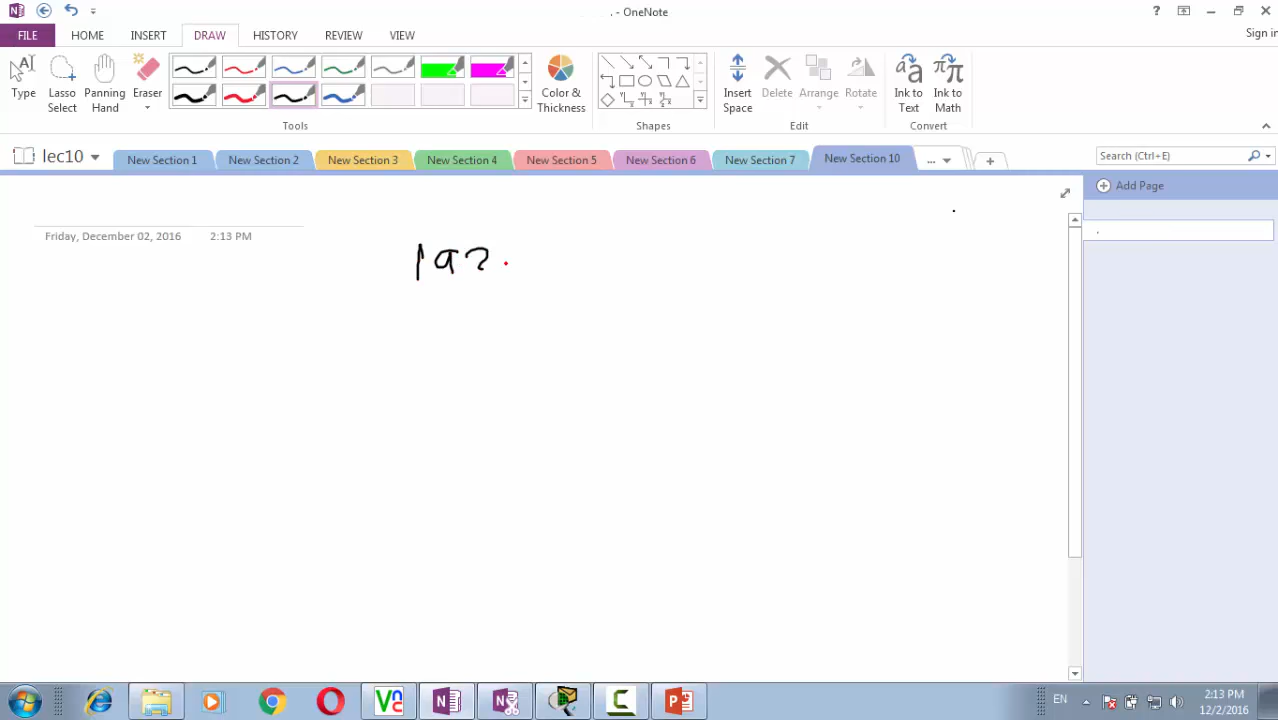 . - OneNote
?
FILE HOME INSERT DRAW HISTORY REVIEW VIEW
Sign in
Type Lasso Select Panning Hand Eraser
Color & Thickness
Insert Space Delete Arrange Rotate Ink to Text Ink to Math
Tools Shapes Edit Convert
lec10 New Section 1 New Section 2 New Section 3 New Section 4 New Section 5 New Section 6 New Section 7 New Section 10 ... +
Search (Ctrl+E)
Add Page
Friday, December 02, 2016 2:13 PM
192
EN
2:13 PM
12/2/2016